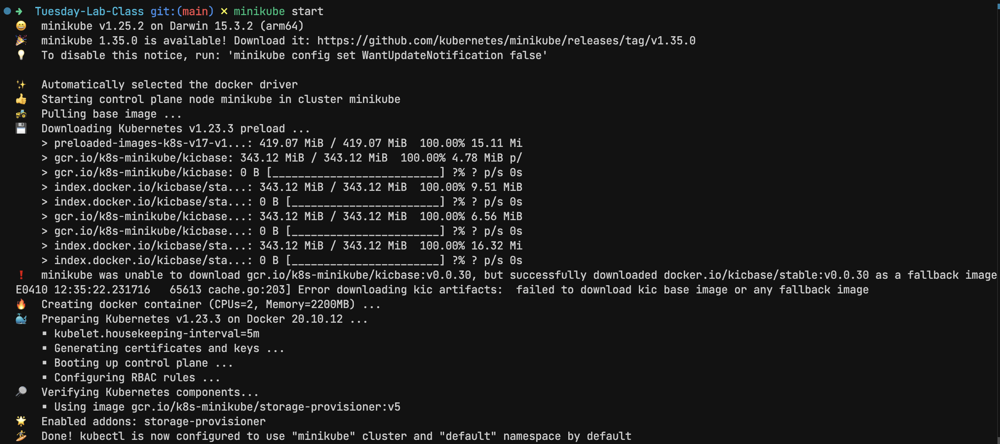 ➜ Tuesday-Lab-Class git:(main) ✗ minikube start
😄 minikube v1.25.2 on Darwin 15.3.2 (arm64)
🎉 minikube 1.35.0 is available! Download it: https://github.com/kubernetes/minikube/releases/tag/v1.35.0
💡 To disable this notice, run: 'minikube config set WantUpdateNotification false'
✨ Automatically selected the docker driver
👍 Starting control plane node minikube in cluster minikube
🚜 Pulling base image ...
💾 Downloading Kubernetes v1.23.3 preload ...
> preloaded-images-k8s-v17-v1...: 419.07 MiB / 419.07 MiB 100.00% 15.11 Mi
> gcr.io/k8s-minikube/kicbase: 343.12 MiB / 343.12 MiB 100.00% 4.78 MiB p/
> gcr.io/k8s-minikube/kicbase: 0 B [__________________________] ?% ? p/s 0s
> index.docker.io/kicbase/sta...: 343.12 MiB / 343.12 MiB 100.00% 9.51 MiB
> index.docker.io/kicbase/sta...: 0 B [_______________________] ?% ? p/s 0s
> gcr.io/k8s-minikube/kicbase...: 343.12 MiB / 343.12 MiB 100.00% 6.56 MiB
> gcr.io/k8s-minikube/kicbase...: 0 B [_______________________] ?% ? p/s 0s
> index.docker.io/kicbase/sta...: 343.12 MiB / 343.12 MiB 100.00% 16.32 Mi
> index.docker.io/kicbase/sta...: 0 B [_______________________] ?% ? p/s 0s
❗ minikube was unable to download gcr.io/k8s-minikube/kicbase:v0.0.30, but successfully downloaded docker.io/kicbase/stable:v0.0.30 as a fallback image
E0410 12:35:22.231716 65613 cache.go:203] Error downloading kic artifacts: failed to download kic base image or any fallback image
🔥 Creating docker container (CPUs=2, Memory=2200MB) ...
🐳 Preparing Kubernetes v1.23.3 on Docker 20.10.12 ...
▪ kubelet.housekeeping-interval=5m
▪ Generating certificates and keys ...
▪ Booting up control plane ...
▪ Configuring RBAC rules ...
🔎 Verifying Kubernetes components...
▪ Using image gcr.io/k8s-minikube/storage-provisioner:v5
🌟 Enabled addons: storage-provisioner
🏄 Done! kubectl is now configured to use "minikube" cluster and "default" namespace by default